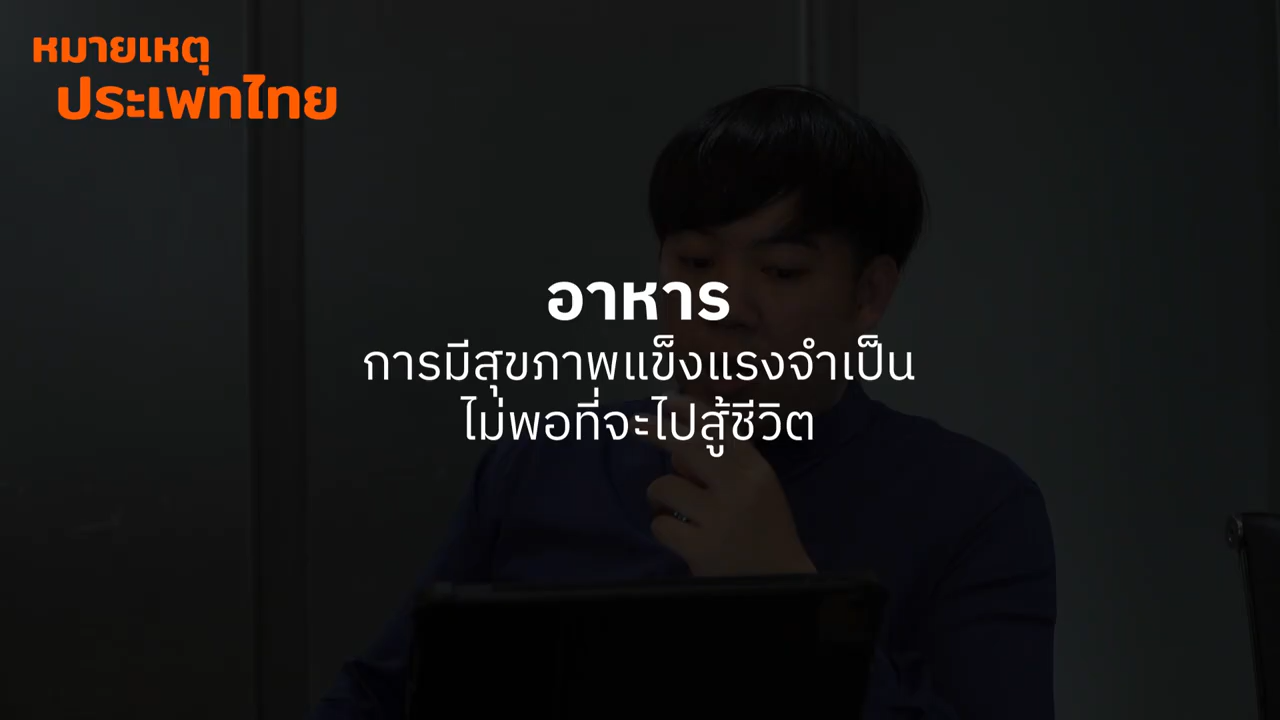 หมายเหตุ
ประเพทไทย
อาหาร
การมีสุขภาพแข็งแรงจำเป็น
ไม่พอที่จะไปสู้ชีวิต